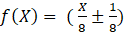 f(X) = (X/8 ± 1/8)